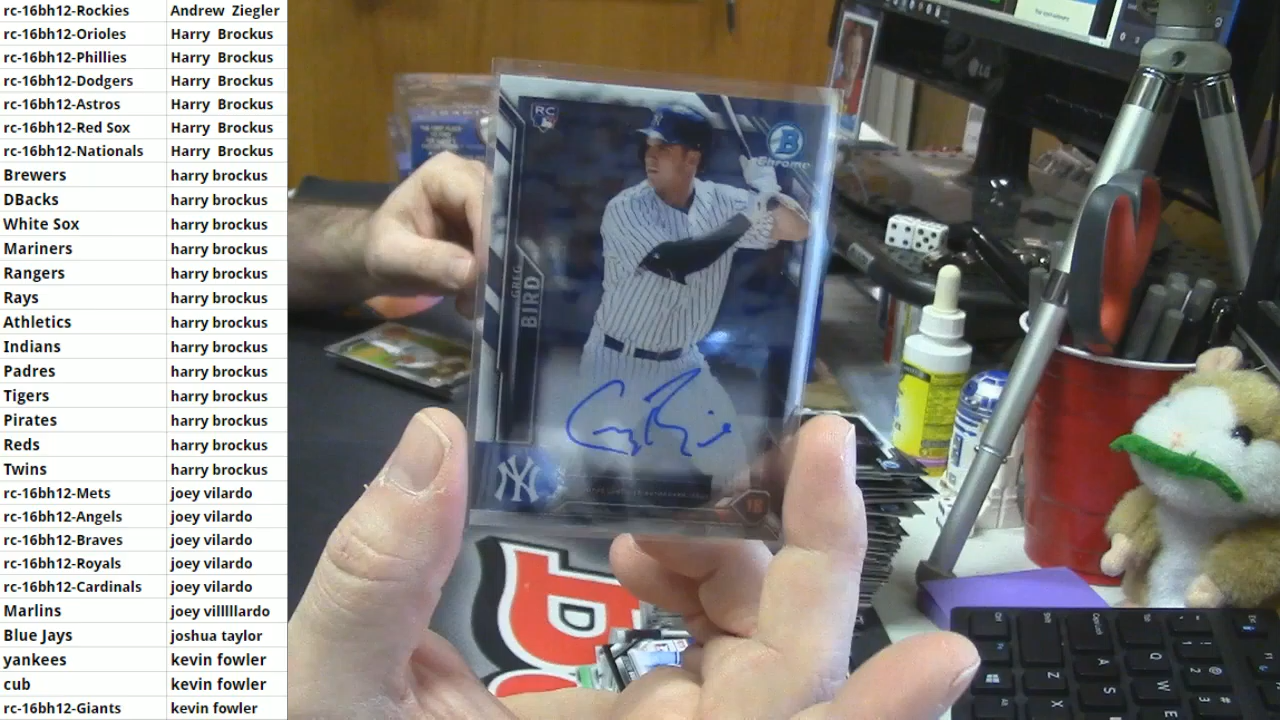 rc-16bh12-Rockies Andrew Ziegler
rc-16bh12-Orioles Harry Brockus
rc-16bh12-Phillies Harry Brockus
rc-16bh12-Dodgers Harry Brockus
rc-16bh12-Astros Harry Brockus
rc-16bh12-Red Sox Harry Brockus
rc-16bh12-Nationals Harry Brockus
Brewers harry brockus
DBacks harry brockus
White Sox harry brockus
Mariners harry brockus
Rangers harry brockus
Rays harry brockus
Athletics harry brockus
Indians harry brockus
Padres harry brockus
Tigers harry brockus
Pirates harry brockus
Reds harry brockus
Twins harry brockus
rc-16bh12-Mets joey vilardo
rc-16bh12-Angels joey vilardo
rc-16bh12-Braves joey vilardo
rc-16bh12-Royals joey vilardo
rc-16bh12-Cardinals joey vilardo
Marlins joey villlllardo
Blue Jays joshua taylor
yankees kevin fowler
cub kevin fowler
rc-16bh12-Giants kevin fowler
RC
B
Chrome
GREG
BIRD
NY
LG